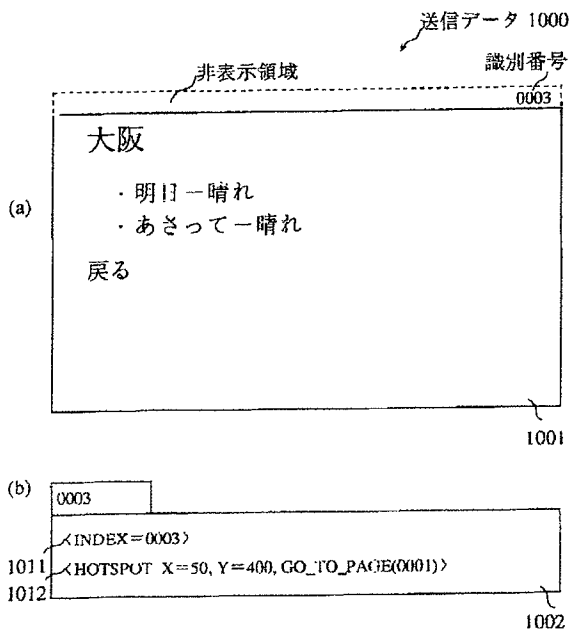 送信データ 1000
非表示領域
識別番号
0003
(a)
大阪
・明日ー晴れ
・あさってー晴れ
戻る
1001
(b)
0003
<INDEX=0003>
1011
<HOTSPOT X=50, Y=400, GO_TO_PAGE(0001)>
1012
1002